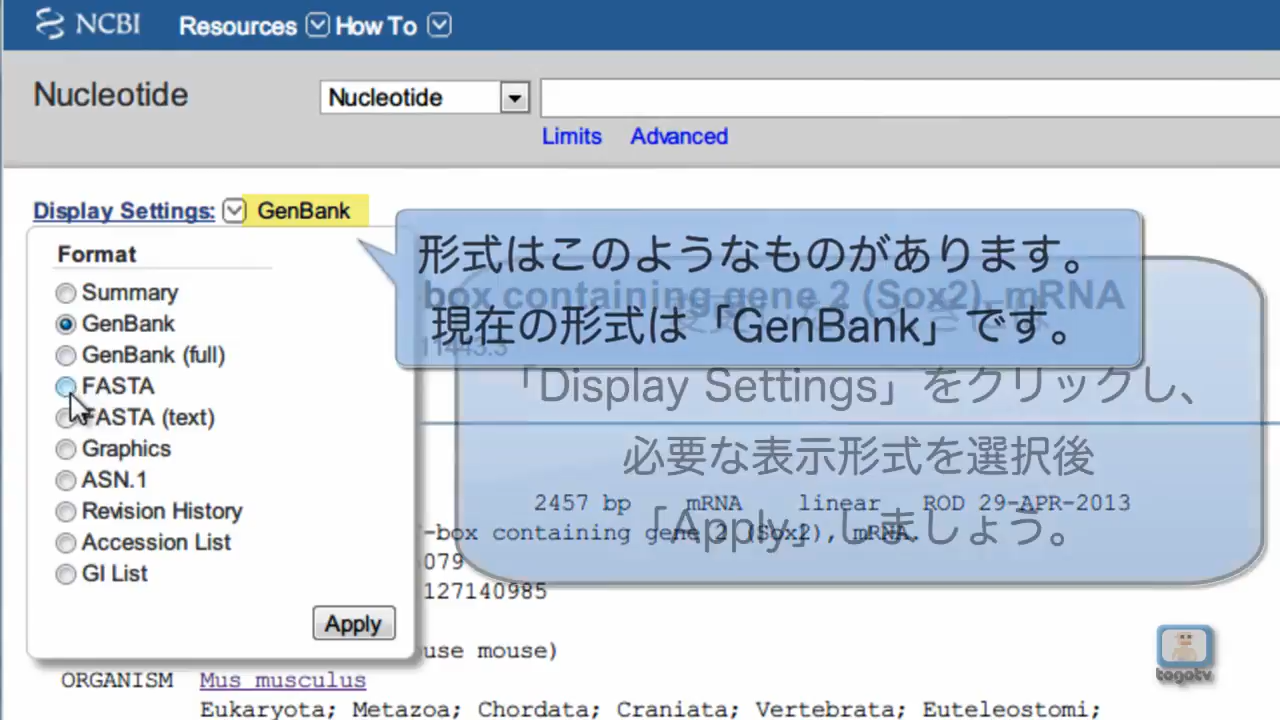 NCBI Resources How To
Nucleotide Nucleotide
Limits Advanced
Display Settings: GenBank
Format
Summary
GenBank
GenBank (full)
FASTA
FASTA (text)
Graphics
ASN.1
Revision History
Accession List
GI List
Apply
形式はこのようなものがあります。
現在の形式は「GenBank」です。
box containing gene 2 (Sox2), mRNA
11443.3
「Display Settings」をクリックし、
必要な表示形式を選択後
「Apply」しましょう。
2457 bp mRNA linear ROD 29-APR-2013
-box containing gene 2 (Sox2), mRNA.
079
127140985
use mouse)
ORGANISM Mus musculus
Eukaryota; Metazoa; Chordata; Craniata; Vertebrata; Euteleostomi;
togotv